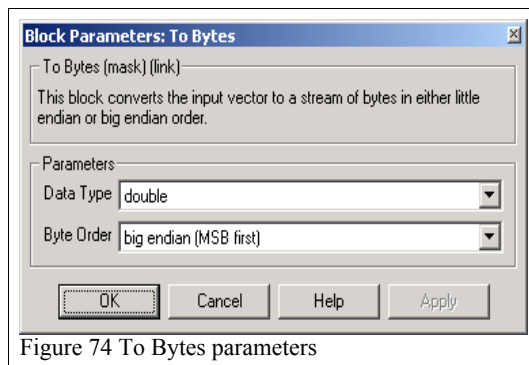 Block Parameters: To Bytes
To Bytes (mask) (link)
This block converts the input vector to a stream of bytes in either little
endian or big endian order.
Parameters
Data Type double
Byte Order big endian (MSB first)
OK Cancel Help Apply
Figure 74 To Bytes parameters